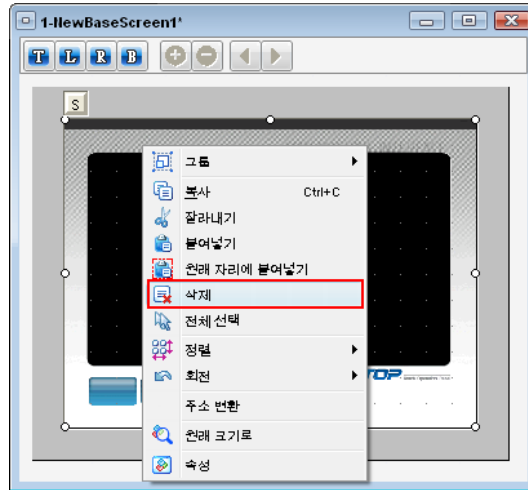 1-NewBaseScreen1*
T L R B
S
그룹
복사 Ctrl+C
잘라내기
붙여넣기
원래 자리에 붙여넣기
삭제
전체 선택
정렬
회전
주소 변환
원래 크기로
속성